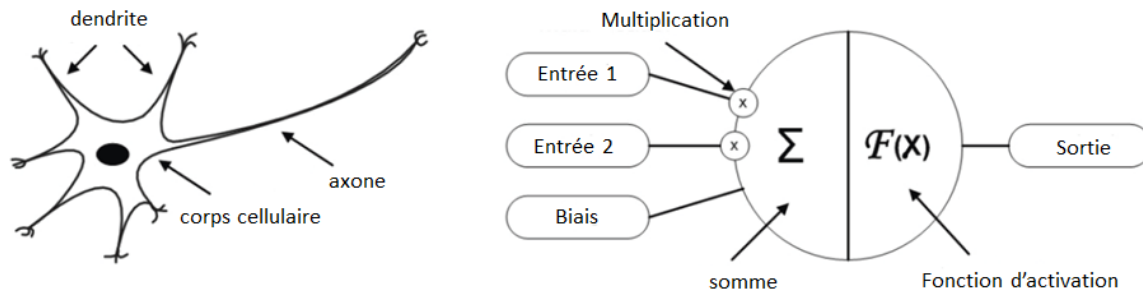 dendrite
axone
corps cellulaire
Multiplication
Entrée 1
x
Entrée 2
x
Biais
Σ
F(X)
Sortie
somme
Fonction d'activation